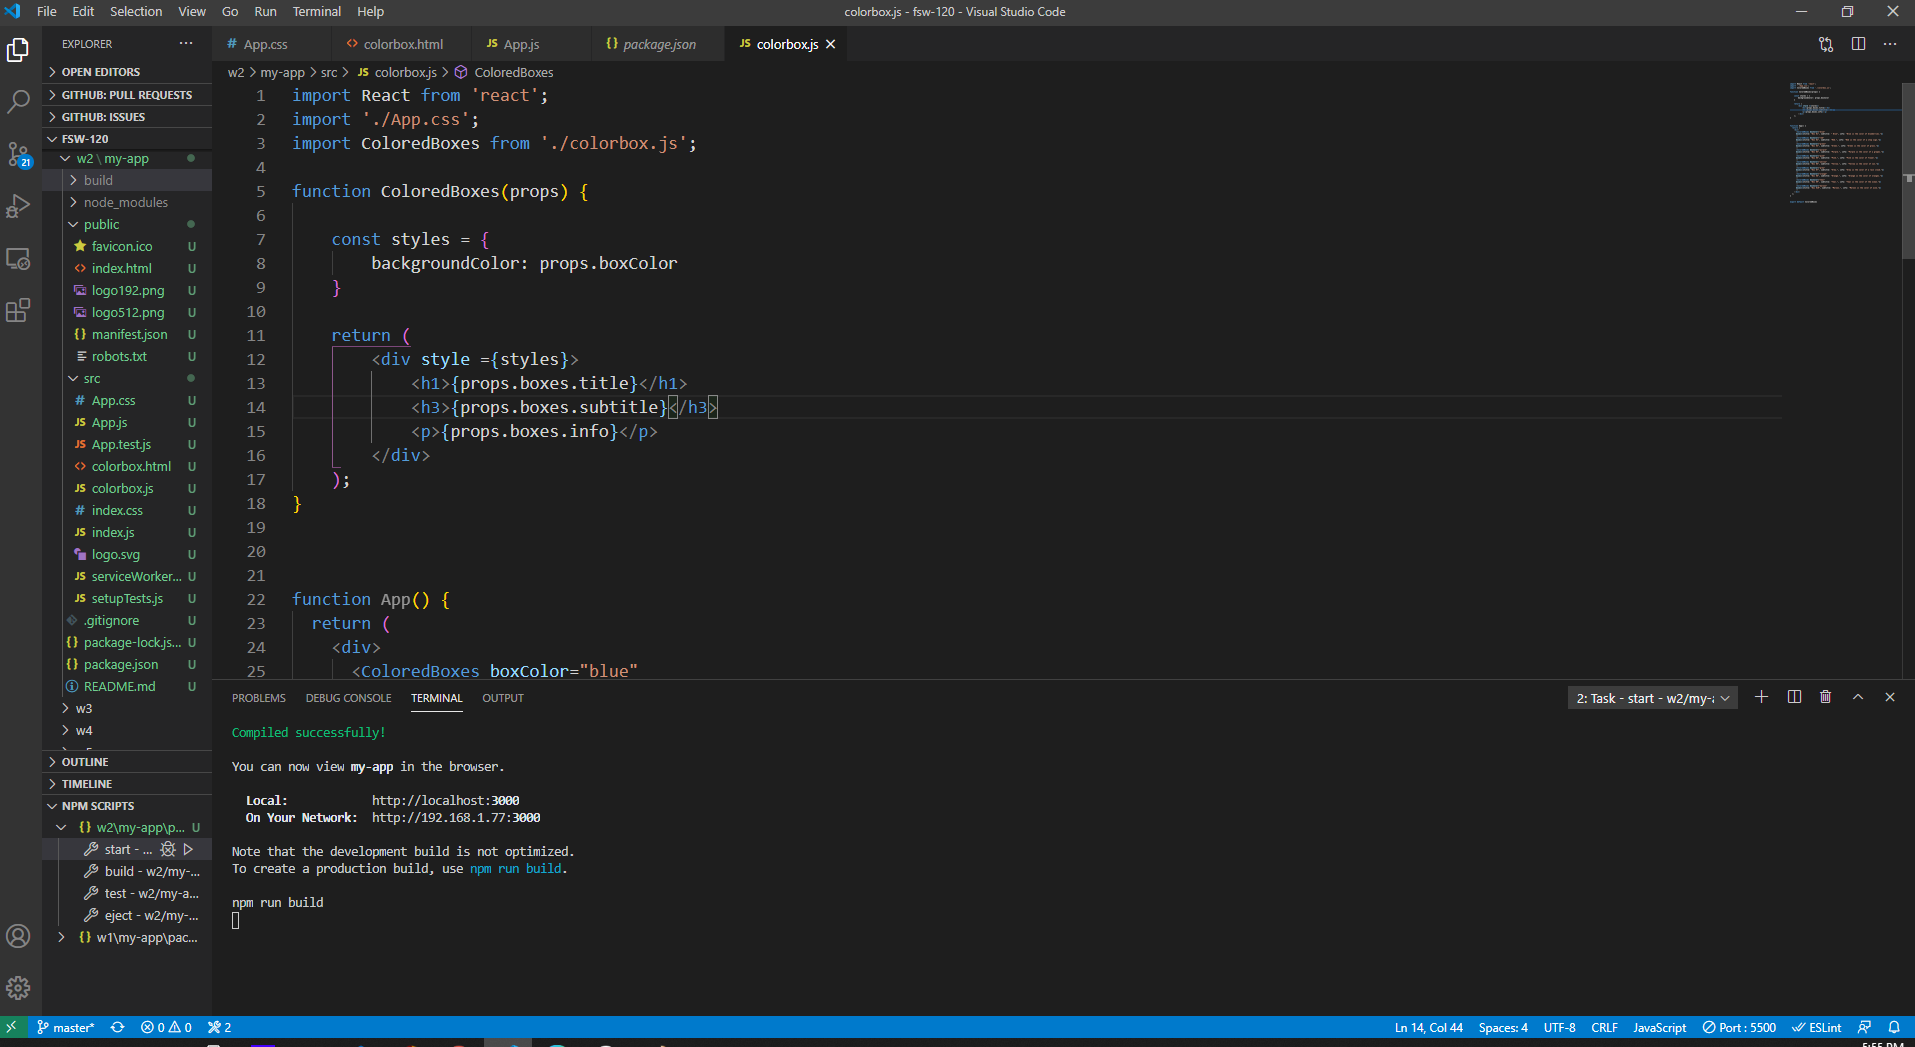 File Edit Selection View Go Run Terminal Help
colorbox.js - fsw-120 - Visual Studio Code
EXPLORER
OPEN EDITORS
GITHUB: PULL REQUESTS
GITHUB: ISSUES
FSW-120
w2 \ my-app
build
node_modules
public
favicon.ico U
index.html U
logo192.png U
logo512.png U
manifest.json U
robots.txt U
src
App.css U
App.js U
App.test.js U
colorbox.html U
colorbox.js U
index.css U
index.js U
logo.svg U
serviceWorker... U
setupTests.js U
.gitignore U
package-lock.js... U
package.json U
README.md U
w3
w4
OUTLINE
TIMELINE
NPM SCRIPTS
w2\my-app\p... U
start - ...
build - w2/my-...
test - w2/my-a...
eject - w2/my-...
w1\my-app\pac...
21
App.css colorbox.html App.js package.json colorbox.js
w2 > my-app > src > JS colorbox.js > ColoredBoxes
1 import React from 'react';
2 import './App.css';
3 import ColoredBoxes from './colorbox.js';
4
5 function ColoredBoxes(props) {
6
7 const styles = {
8 backgroundColor: props.boxColor
9 }
10
11 return (
12 <div style ={styles}>
13 <h1>{props.boxes.title}</h1>
14 <h3>{props.boxes.subtitle}</h3>
15 <p>{props.boxes.info}</p>
16 </div>
17 );
18 }
19
20
21
22 function App() {
23 return (
24 <div>
25 <ColoredBoxes boxColor="blue"
PROBLEMS DEBUG CONSOLE TERMINAL OUTPUT
2: Task - start - w2/my-a
Compiled successfully!
You can now view my-app in the browser.
Local: http://localhost:3000
On Your Network: http://192.168.1.77:3000
Note that the development build is not optimized.
To create a production build, use npm run build.
npm run build
master* 0 0 2
Ln 14, Col 44 Spaces: 4 UTF-8 CRLF JavaScript Port : 5500 ESLint